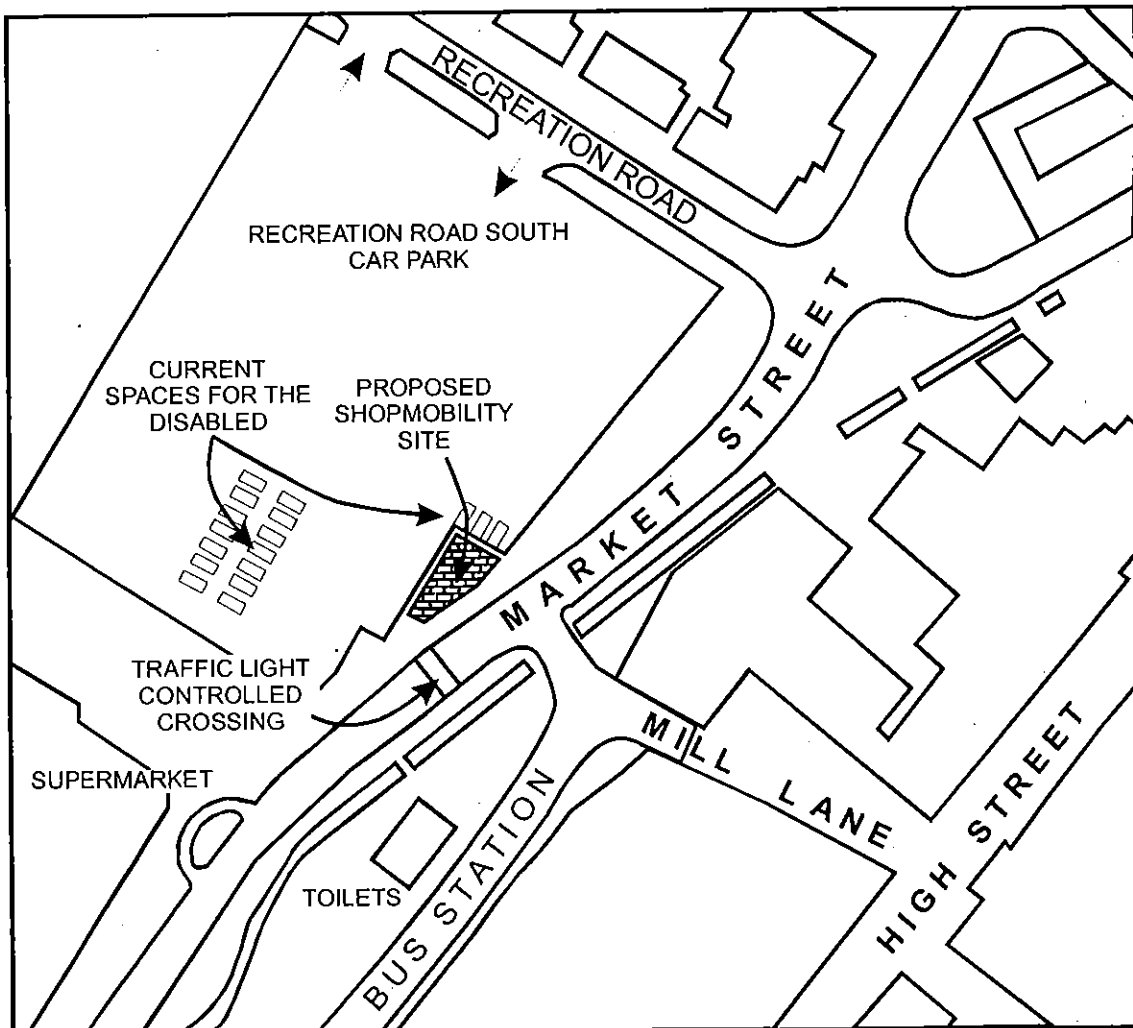 RECREATION ROAD
RECREATION ROAD SOUTH
CAR PARK
CURRENT
SPACES FOR THE
DISABLED
PROPOSED
SHOPMOBILITY
SITE
MARKET STREET
TRAFFIC LIGHT
CONTROLLED
CROSSING
MILL LANE
SUPERMARKET
HIGH STREET
TOILETS
BUS STATION